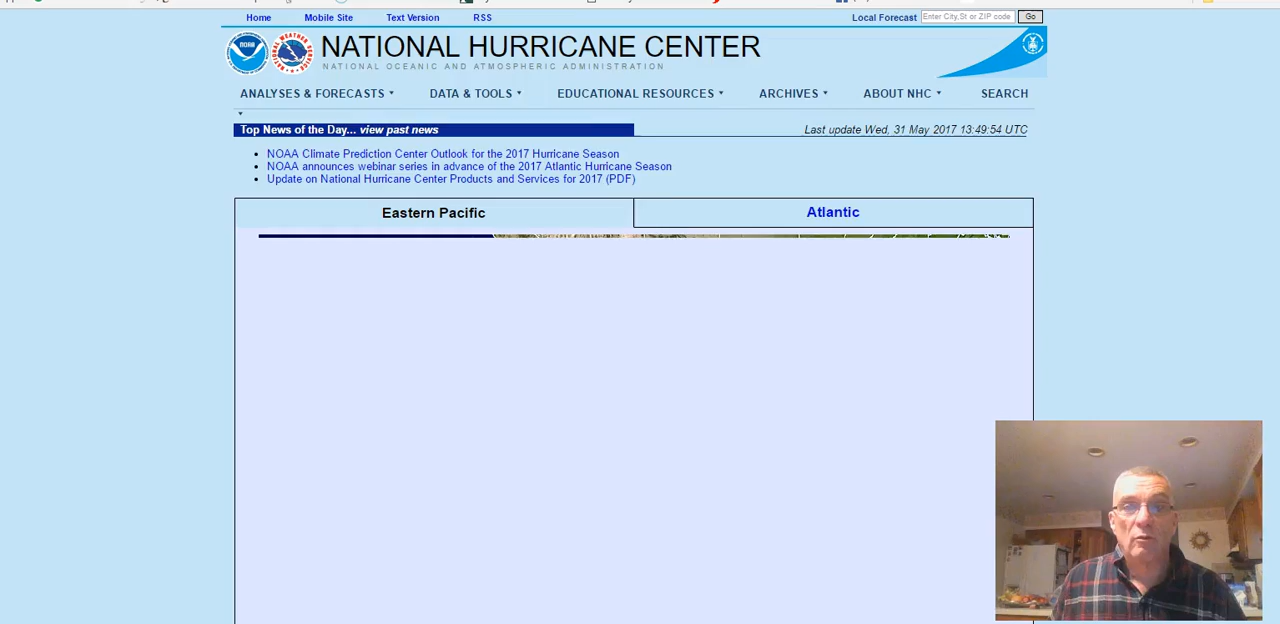 Home Mobile Site Text Version RSS Local Forecast Enter City,St or ZIP code Go
NOAA
NATIONAL HURRICANE CENTER
NATIONAL OCEANIC AND ATMOSPHERIC ADMINISTRATION
ANALYSES & FORECASTS DATA & TOOLS EDUCATIONAL RESOURCES ARCHIVES ABOUT NHC SEARCH
Top News of the Day... view past news Last update Wed, 31 May 2017 13:49:54 UTC
NOAA Climate Prediction Center Outlook for the 2017 Hurricane Season
NOAA announces webinar series in advance of the 2017 Atlantic Hurricane Season
Update on National Hurricane Center Products and Services for 2017 (PDF)
Eastern Pacific Atlantic